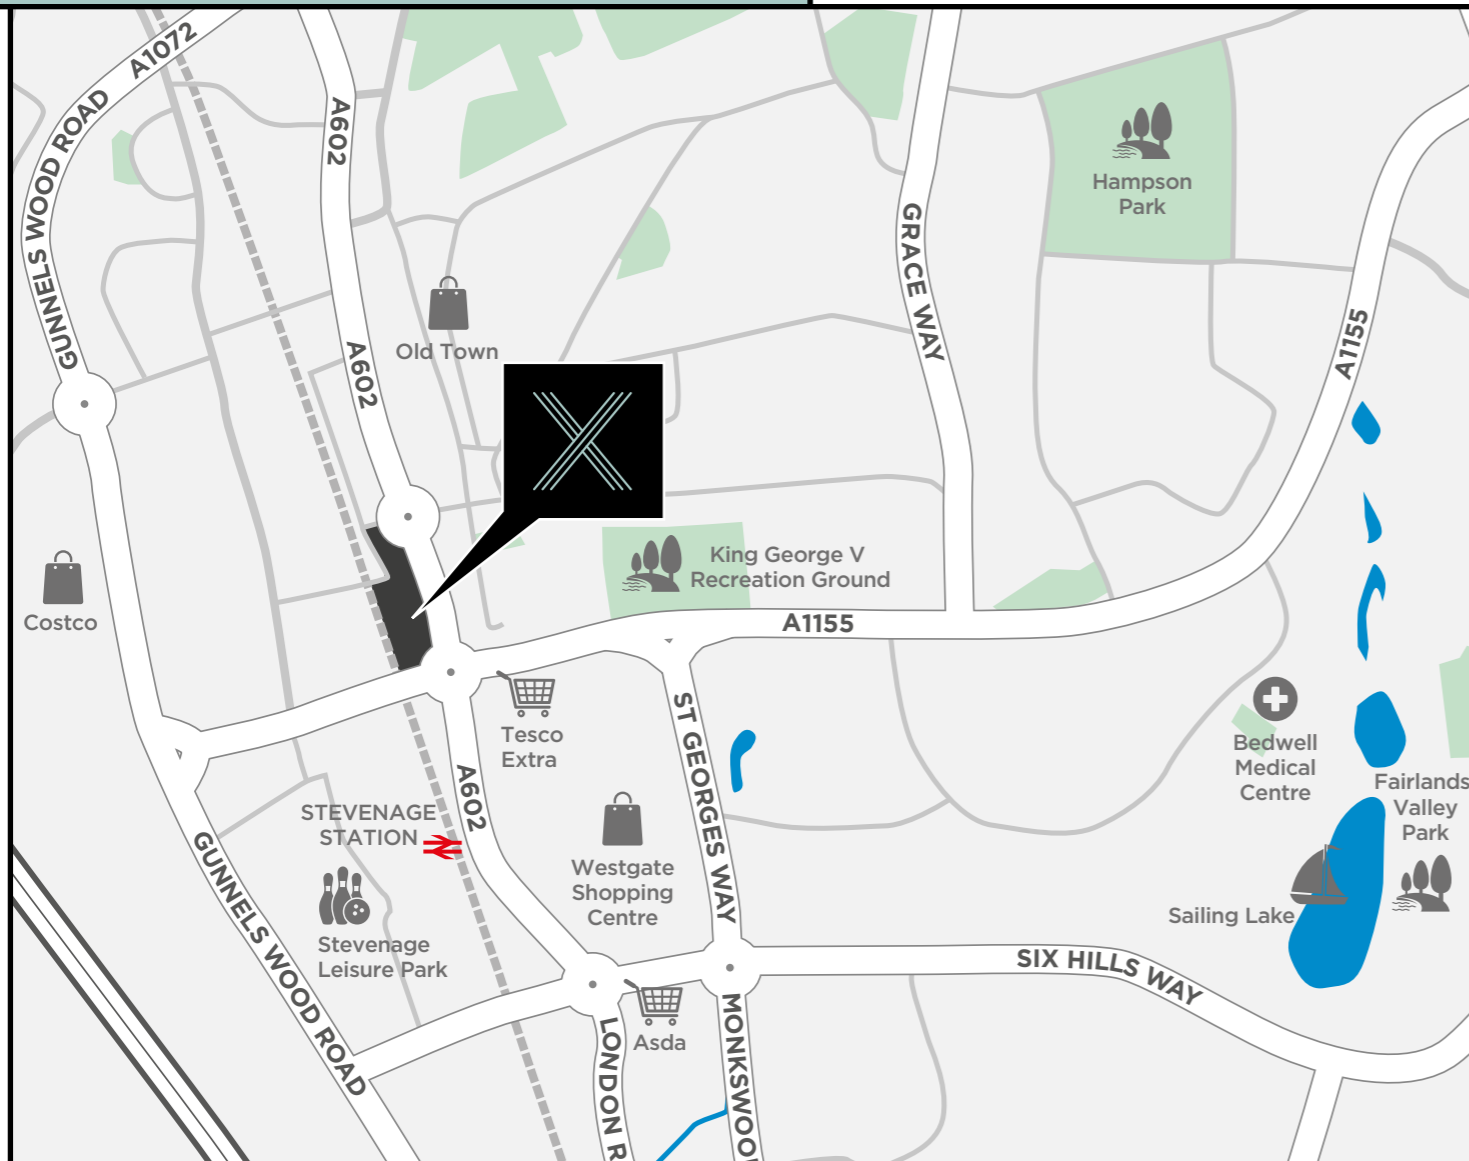 A1072
GUNNELS WOOD ROAD
A602
GRACE WAY
Hampson
Park
A1155
Old Town
A602
King George V
Recreation Ground
A1155
Costco
Tesco
Extra
ST GEORGES WAY
Bedwell
Medical
Centre
Fairlands
Valley
Park
A602
STEVENAGE
STATION
Westgate
Shopping
Centre
GUNNELS WOOD ROAD
Stevenage
Leisure Park
Sailing Lake
SIX HILLS WAY
Asda
LONDON R
MONKSWOO